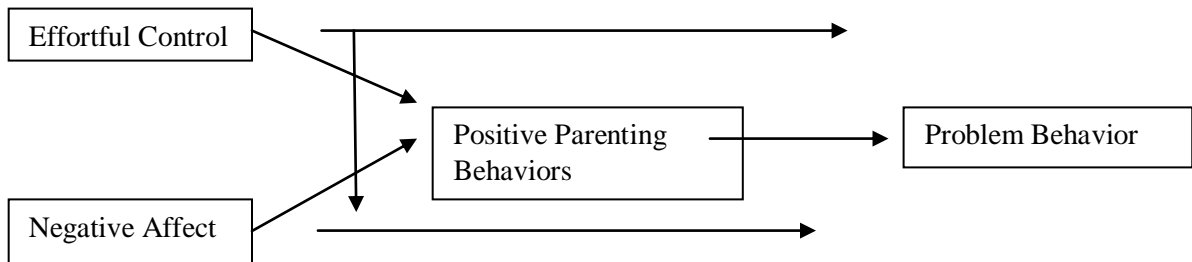 Effortful Control
Positive Parenting
Behaviors
Problem Behavior
Negative Affect